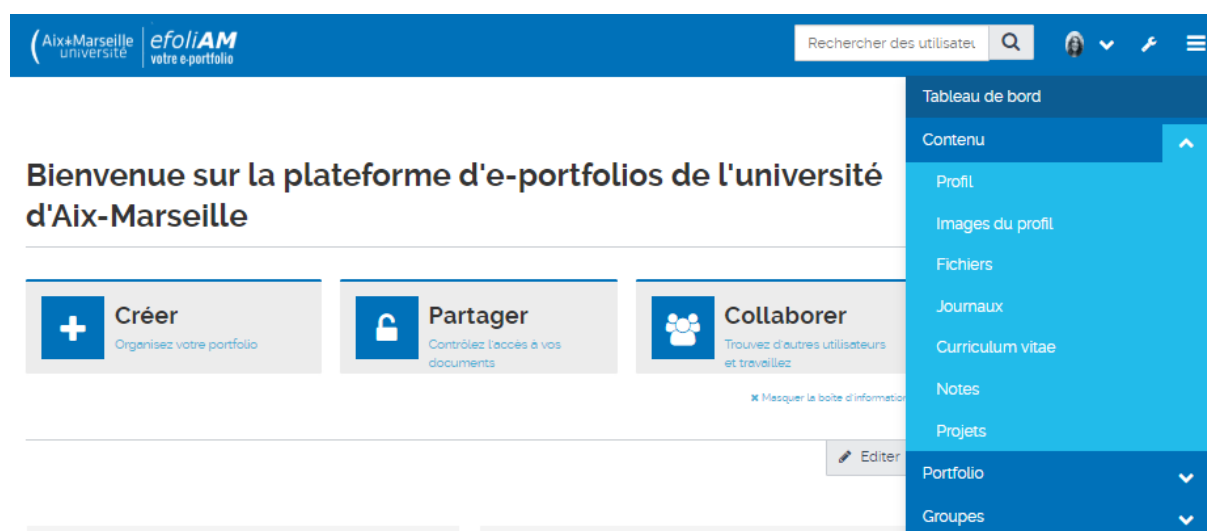 Aix*Marseille
université
efoliAM
votre e-portfolio
Rechercher des utilisateu
Tableau de bord
Contenu
Profil
Images du profil
Fichiers
Journaux
Curriculum vitae
Notes
Projets
Portfolio
Groupes
Bienvenue sur la plateforme d'e-portfolios de l'université
d'Aix-Marseille
Créer
Organisez votre portfolio
Partager
Contrôlez l'accès à vos
documents
Collaborer
Trouvez d'autres utilisateurs
et travaillez
Masquer la boîte d'information
Editer